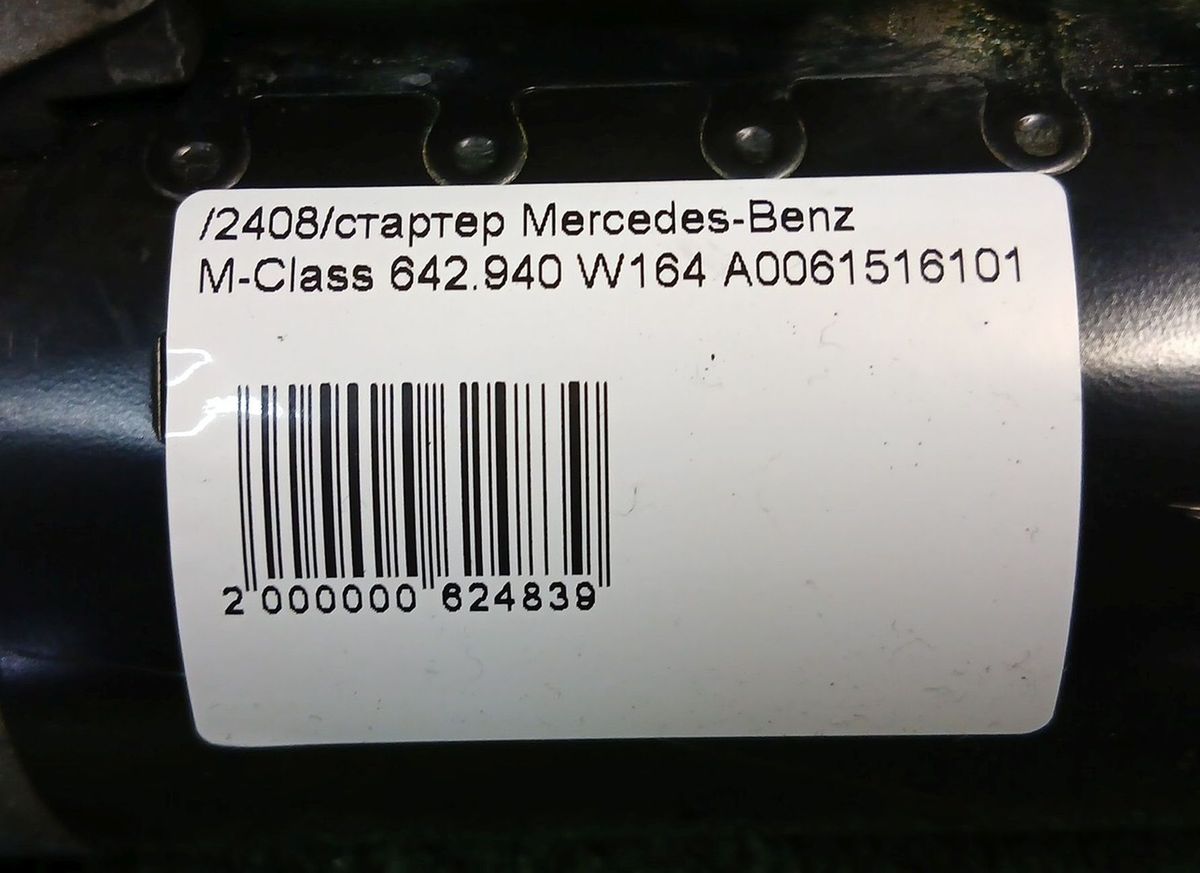 /2408/стартер Mercedes-Benz
M-Class 642.940 W164 A0061516101
2 000000 624839